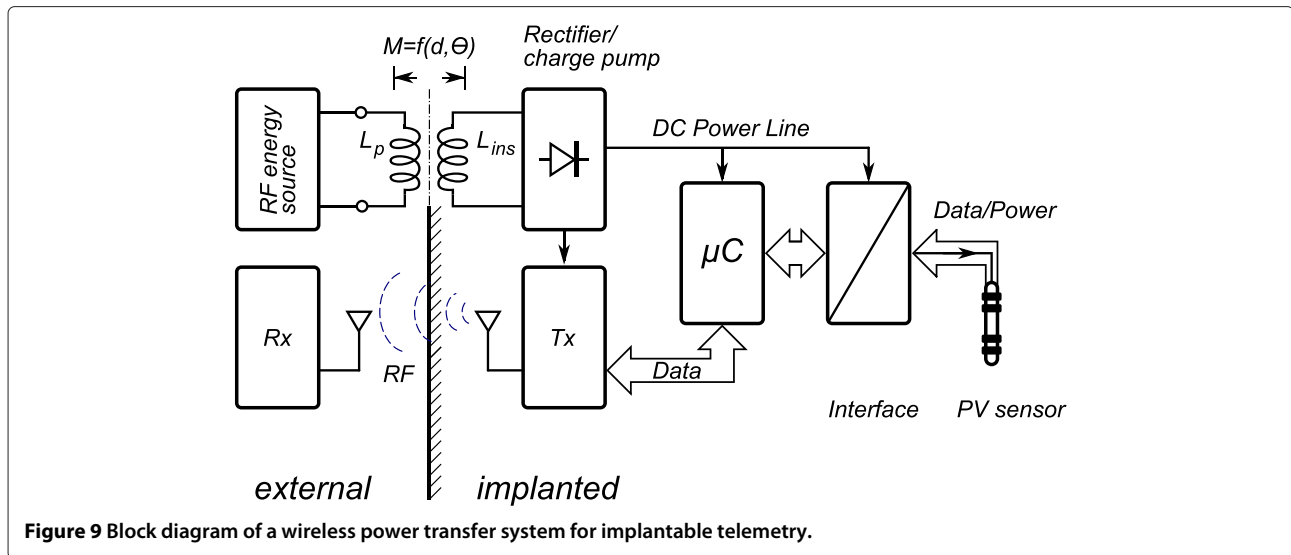 M=f(d,Θ)
Rectifier/
charge pump
RF energy
source
L_p
L_ins
DC Power Line
μC
Data/Power
Rx
RF
Tx
Data
Interface
PV sensor
external
implanted
Figure 9 Block diagram of a wireless power transfer system for implantable telemetry.